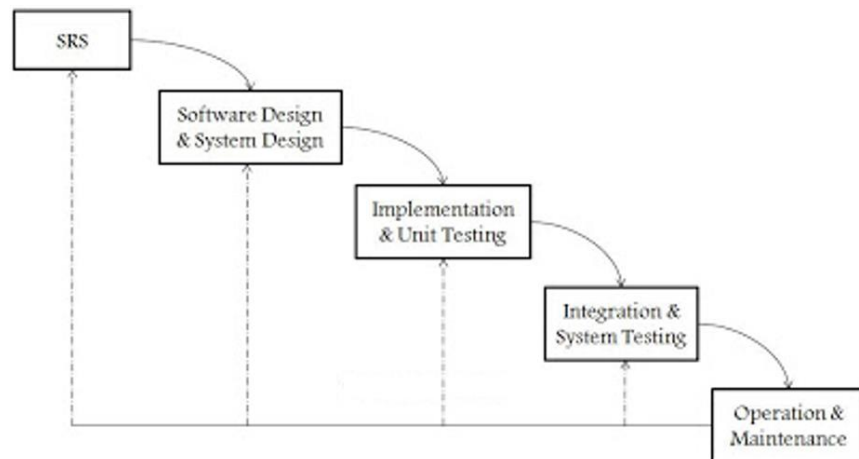 SRS
Software Design
& System Design
Implementation
& Unit Testing
Integration &
System Testing
Operation &
Maintenance